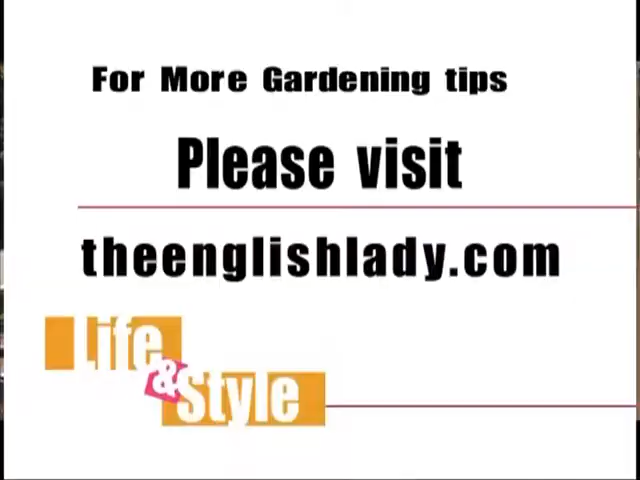 For More Gardening tips
Please visit
theenglishlady.com
Life
&
Style